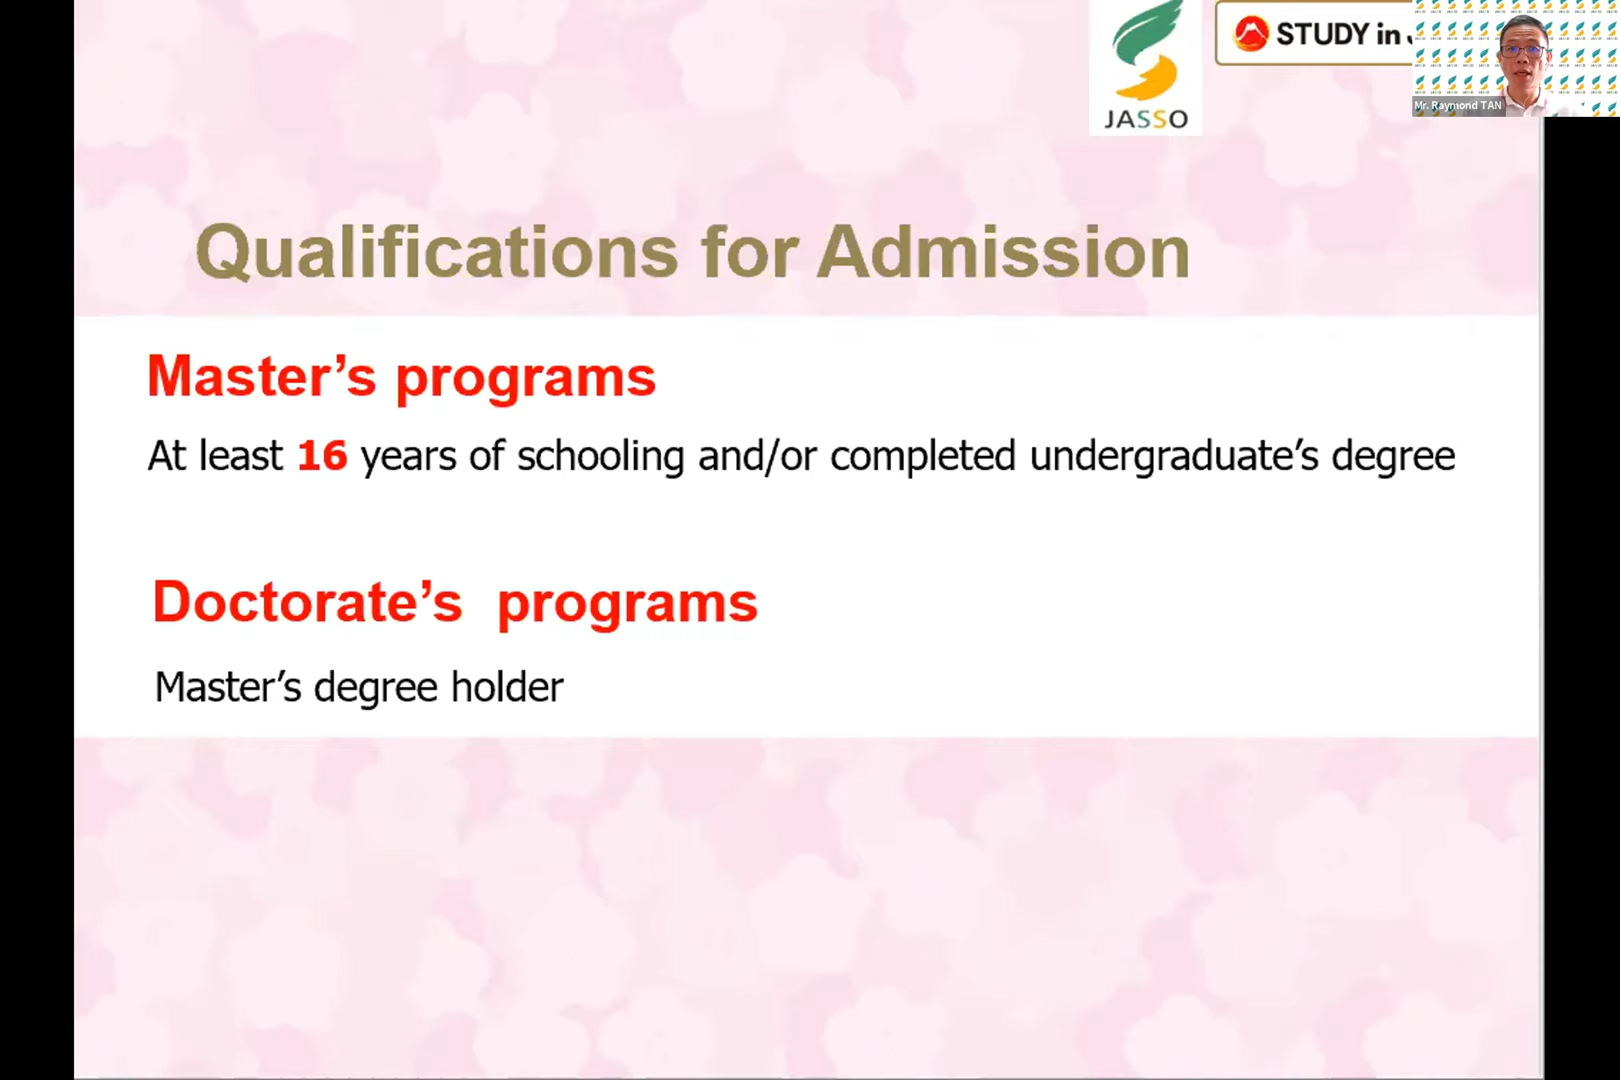 JASSO
STUDY in
Mr. Raymond TAN
Qualifications for Admission
Master’s programs
At least 16 years of schooling and/or completed undergraduate’s degree
Doctorate’s programs
Master’s degree holder